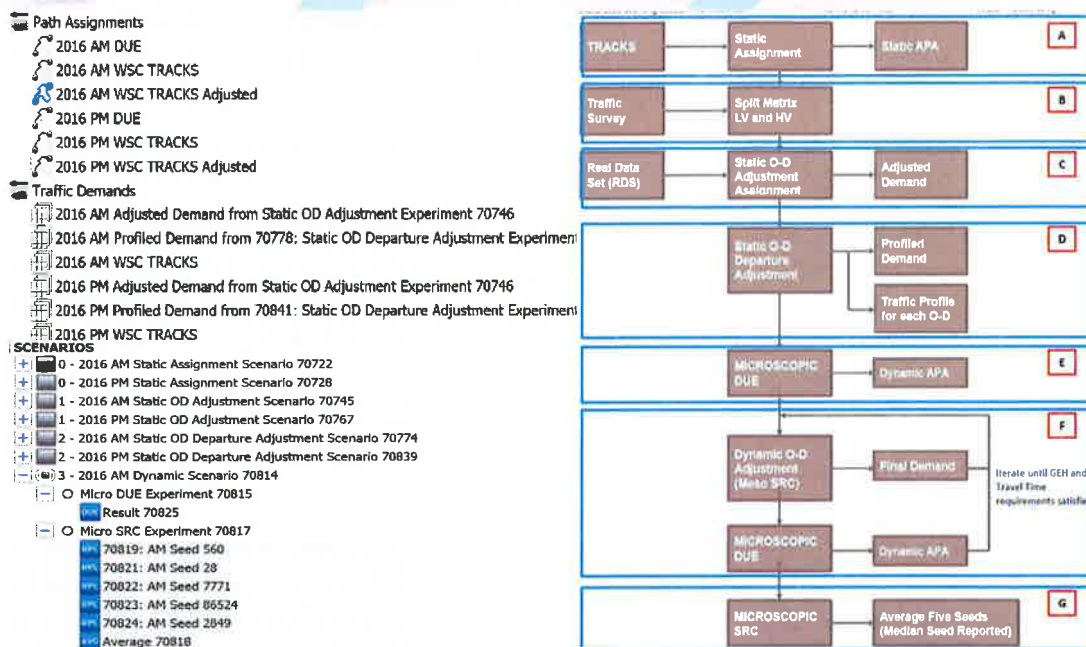 Path Assignments
2016 AM DUE
2016 AM WSC TRACKS
2016 AM WSC TRACKS Adjusted
2016 PM DUE
2016 PM WSC TRACKS
2016 PM WSC TRACKS Adjusted
Traffic Demands
2016 AM Adjusted Demand from Static OD Adjustment Experiment 70746
2016 AM Profiled Demand from 70778: Static OD Departure Adjustment Experiment
2016 AM WSC TRACKS
2016 PM Adjusted Demand from Static OD Adjustment Experiment 70746
2016 PM Profiled Demand from 70841: Static OD Departure Adjustment Experiment
2016 PM WSC TRACKS
SCENARIOS
0 - 2016 AM Static Assignment Scenario 70722
0 - 2016 PM Static Assignment Scenario 70728
1 - 2016 AM Static OD Adjustment Scenario 70745
1 - 2016 PM Static OD Adjustment Scenario 70767
2 - 2016 AM Static OD Departure Adjustment Scenario 70774
2 - 2016 PM Static OD Departure Adjustment Scenario 70839
3 - 2016 AM Dynamic Scenario 70814
Micro DUE Experiment 70815
Result 70825
Micro SRC Experiment 70817
70819: AM Seed 560
70821: AM Seed 28
70822: AM Seed 7771
70823: AM Seed 86524
70824: AM Seed 2849
Average 70818
TRACKS
Static
Assignment
Static APA
A
Traffic
Survey
Split Matrix
LV and HV
B
Real Data
Set (RDS)
Static O-D
Adjustment
Assignment
Adjusted
Demand
C
Static O-D
Departure
Adjustment
Profiled
Demand
Traffic Profile
for each O-D
D
MICROSCOPIC
DUE
Dynamic APA
E
Dynamic O-D
Adjustment
(Meso SRC)
Final Demand
F
Iterate until GEH and
Travel Time
requirements satisfie
MICROSCOPIC
DUE
Dynamic APA
MICROSCOPIC
SRC
Average Five Seeds
(Median Seed Reported)
G